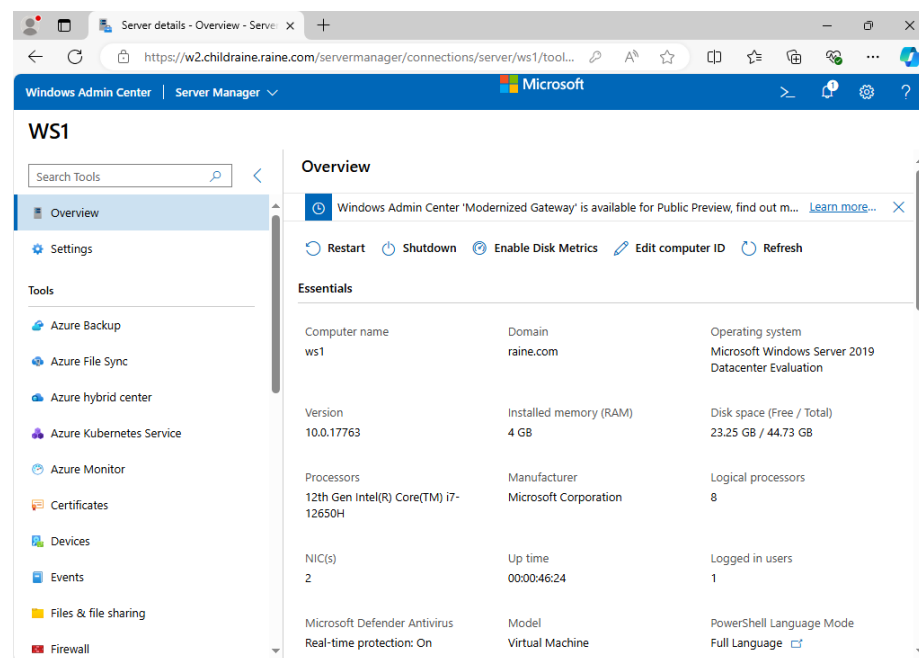 Server details - Overview - Server
https://w2.childraine.raine.com/servermanager/connections/server/ws1/tool...
Windows Admin Center | Server Manager
Microsoft
1
WS1
Search Tools
Overview
Settings
Tools
Azure Backup
Azure File Sync
Azure hybrid center
Azure Kubernetes Service
Azure Monitor
Certificates
Devices
Events
Files & file sharing
Firewall
Overview
Windows Admin Center 'Modernized Gateway' is available for Public Preview, find out m... Learn more...
Restart Shutdown Enable Disk Metrics Edit computer ID Refresh
Essentials
Computer name Domain Operating system
ws1 raine.com Microsoft Windows Server 2019
Datacenter Evaluation
Version Installed memory (RAM) Disk space (Free / Total)
10.0.17763 4 GB 23.25 GB / 44.73 GB
Processors Manufacturer Logical processors
12th Gen Intel(R) Core(TM) i7- Microsoft Corporation 8
12650H
NIC(s) Up time Logged in users
2 00:00:46:24 1
Microsoft Defender Antivirus Model PowerShell Language Mode
Real-time protection: On Virtual Machine Full Language